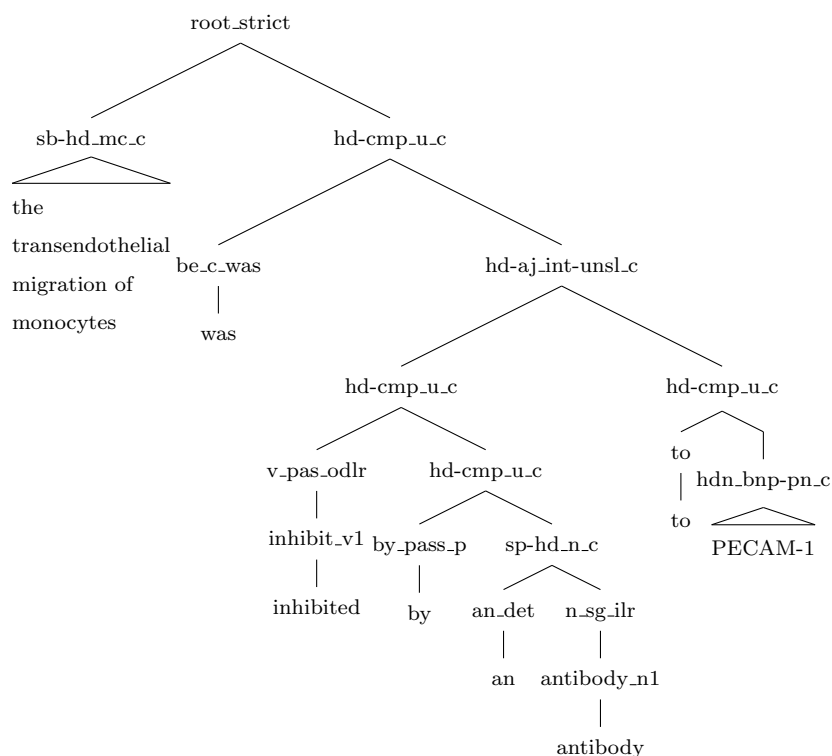 root_strict
sb-hd_mc_c hd-cmp_u_c
the
transendothelial
migration of
monocytes
be_c_was hd-aj_int-unsl_c
was
hd-cmp_u_c hd-cmp_u_c
v_pas_odlr hd-cmp_u_c to hdn_bnp-pn_c
inhibit_v1 by_pass_p sp-hd_n_c to PECAM-1
inhibited by an_det n_sg_ilr
an antibody_n1
antibody